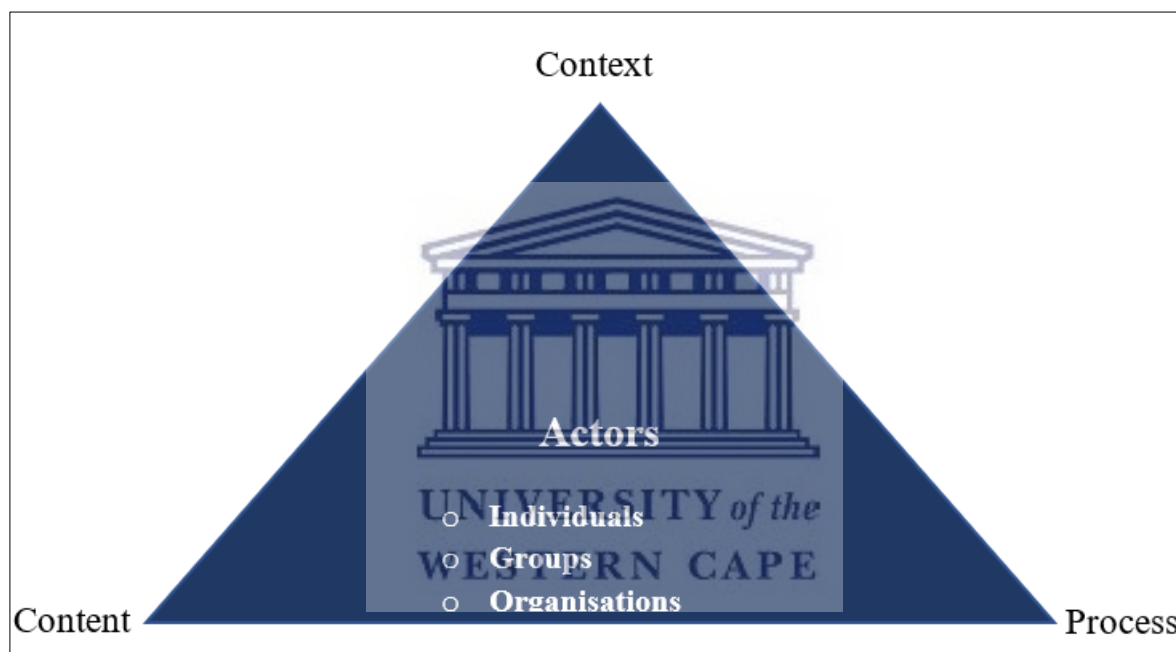 Context
Actors
UNIVERSITY of the
o Individuals
WESTERN CAPE
o Groups
o Organisations
Content
Process